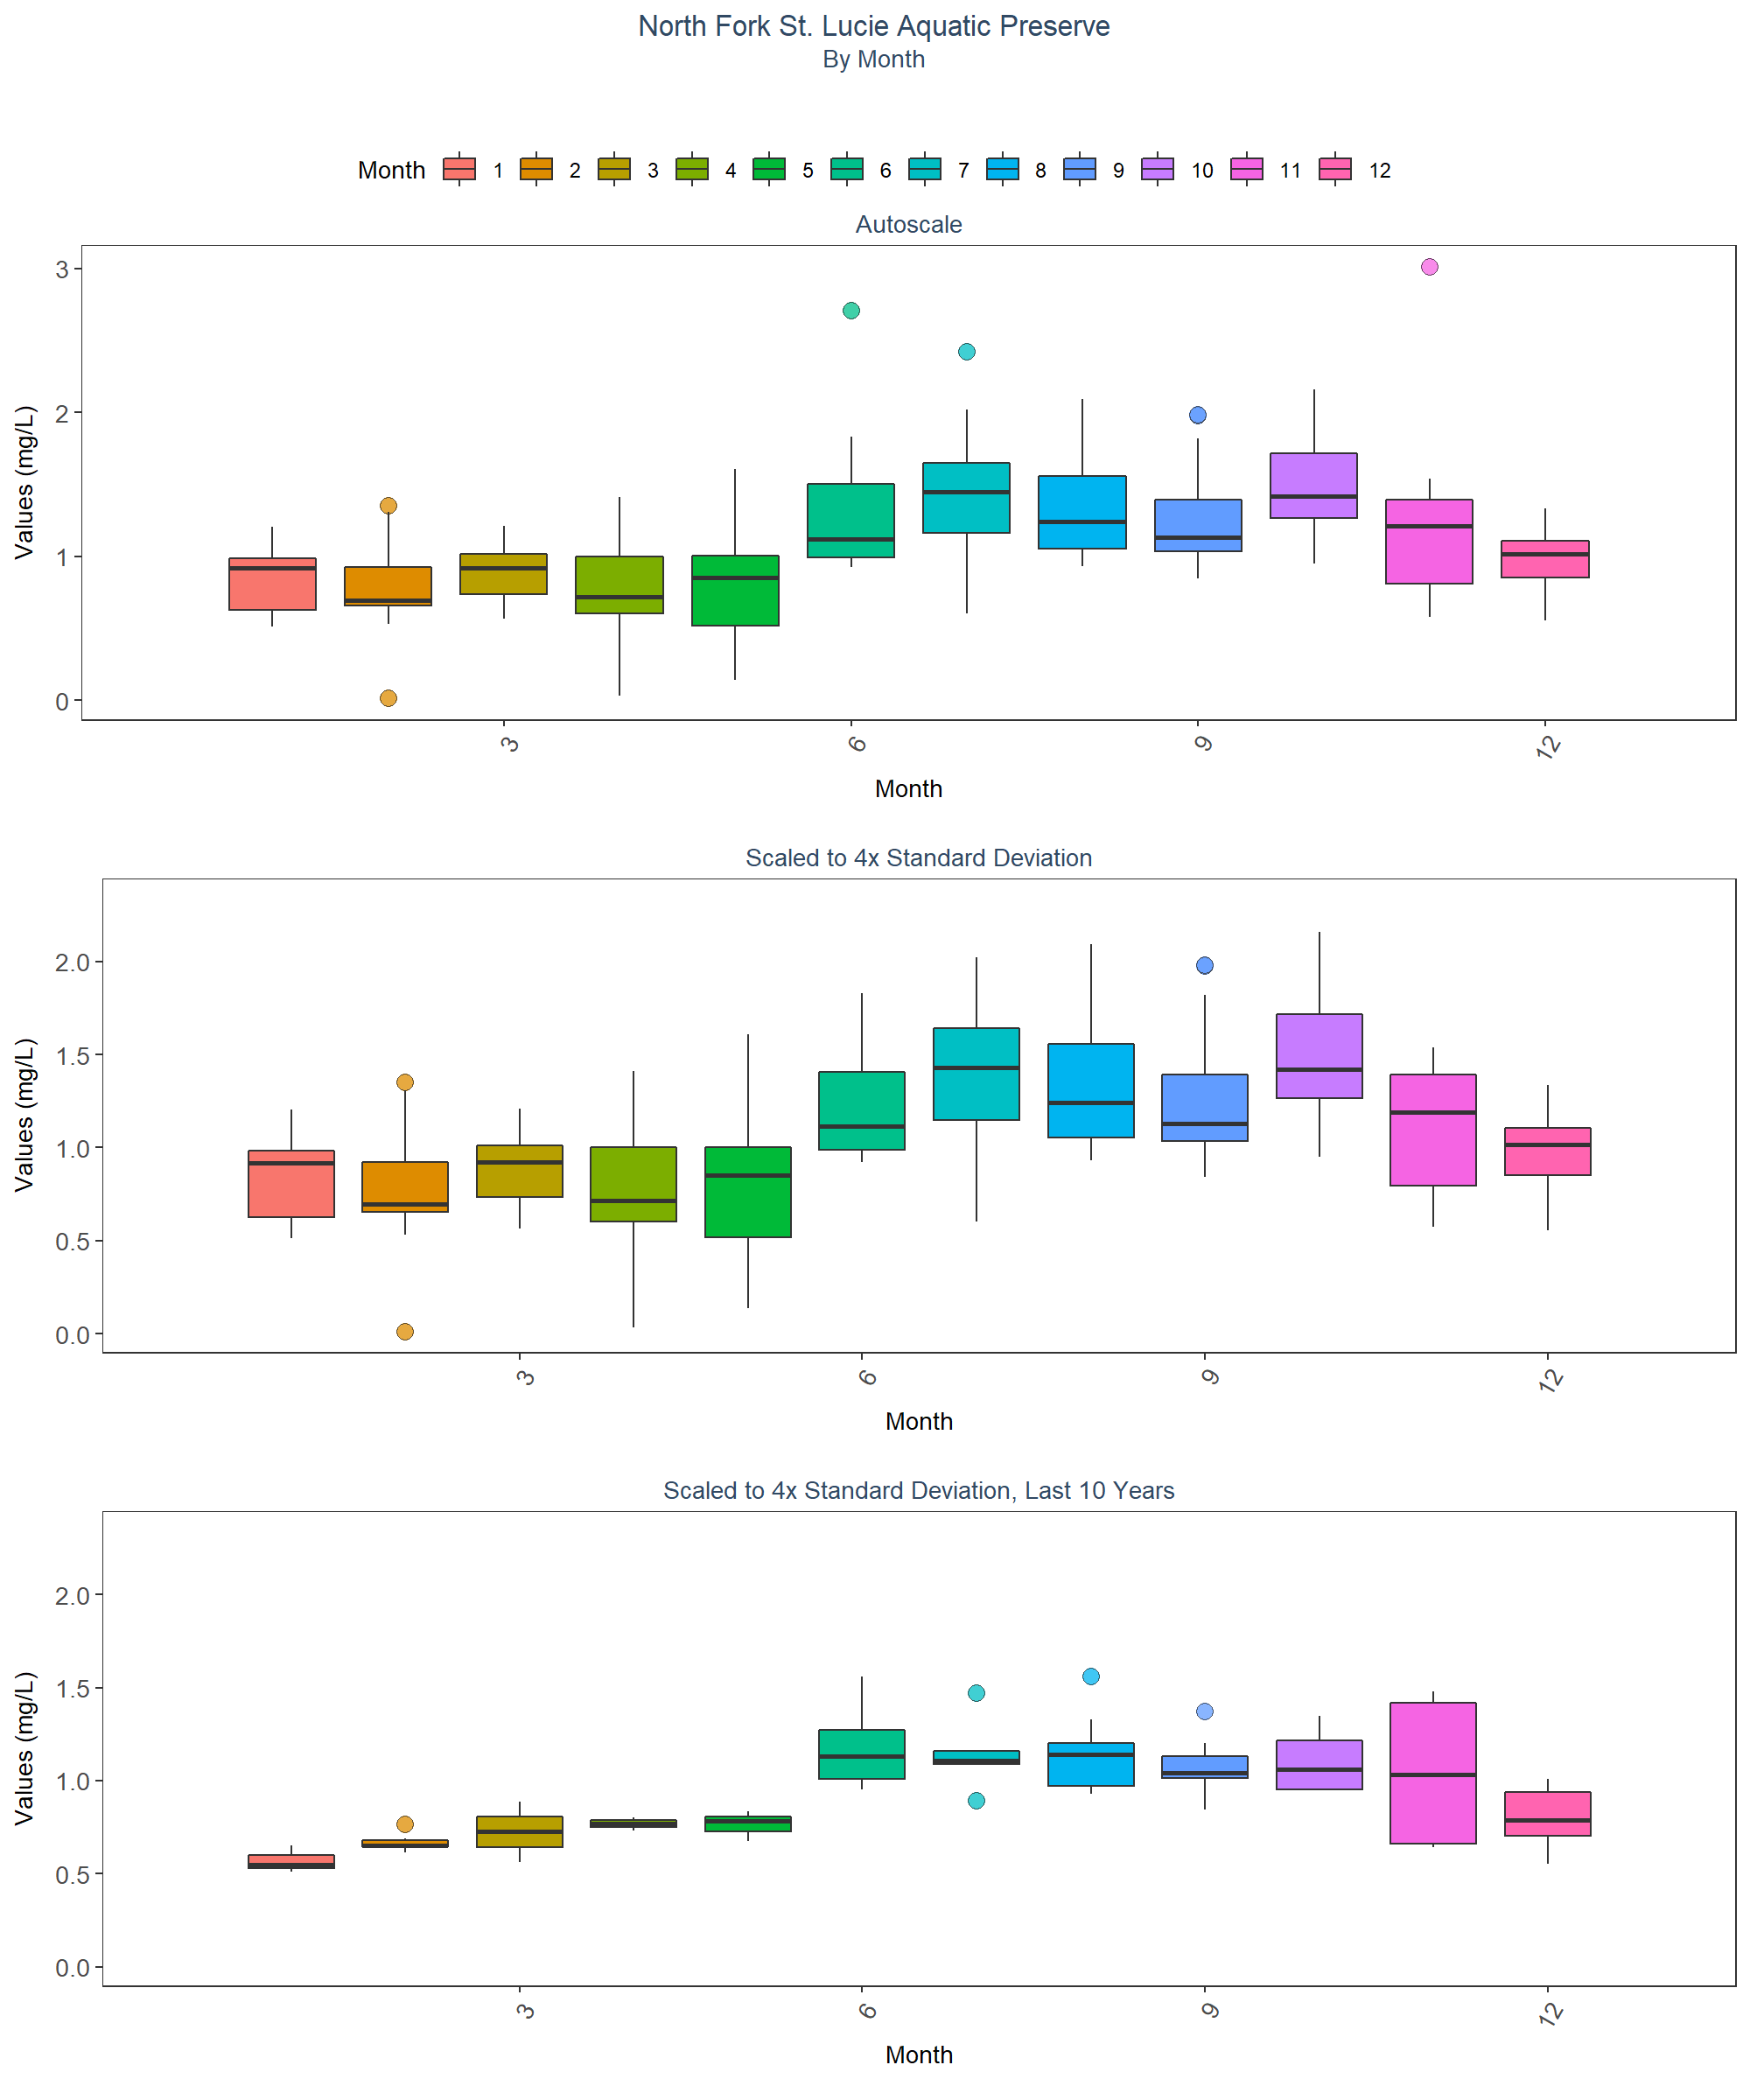 North Fork St. Lucie Aquatic Preserve
By Month
Month 1 2 3 4 5 6 7 8 9 10 11 12
Autoscale
Values (mg/L)
3
2
1
0
3 6 9 12
Month
Scaled to 4x Standard Deviation
Values (mg/L)
2.0
1.5
1.0
0.5
0.0
3 6 9 12
Month
Scaled to 4x Standard Deviation, Last 10 Years
Values (mg/L)
2.0
1.5
1.0
0.5
0.0
3 6 9 12
Month